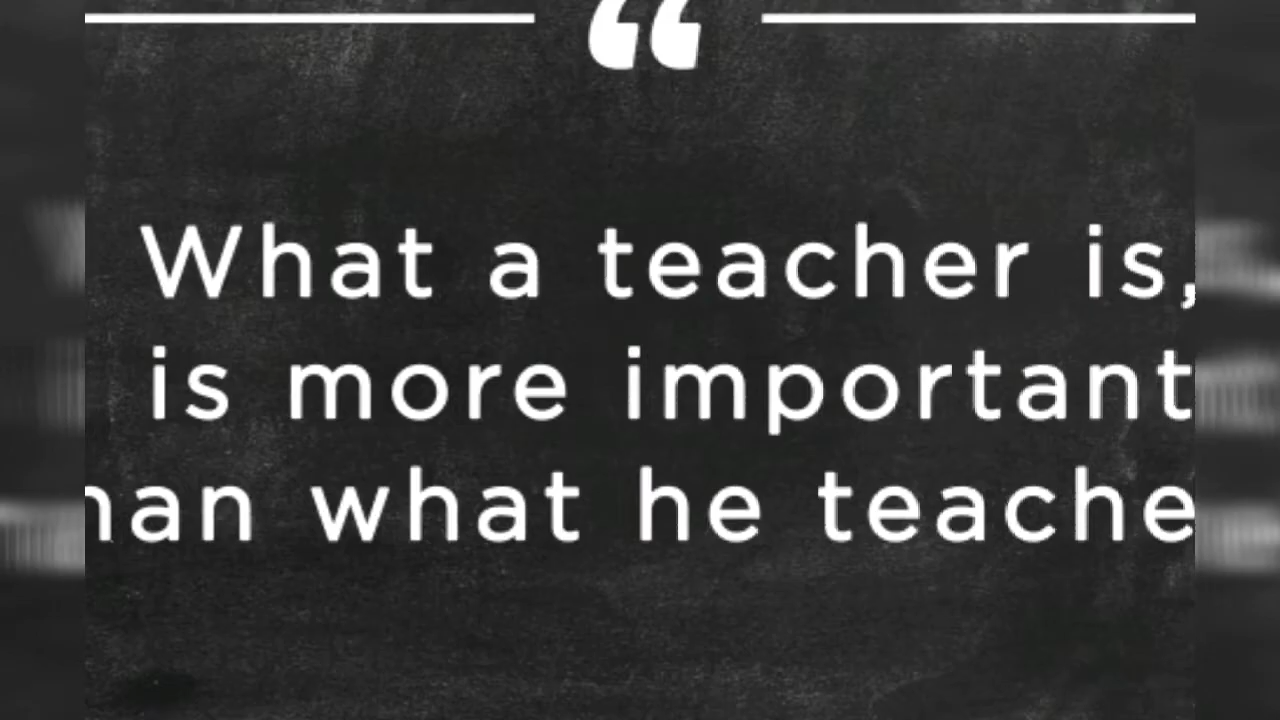 “
What a teacher is,
is more important
han what he teache